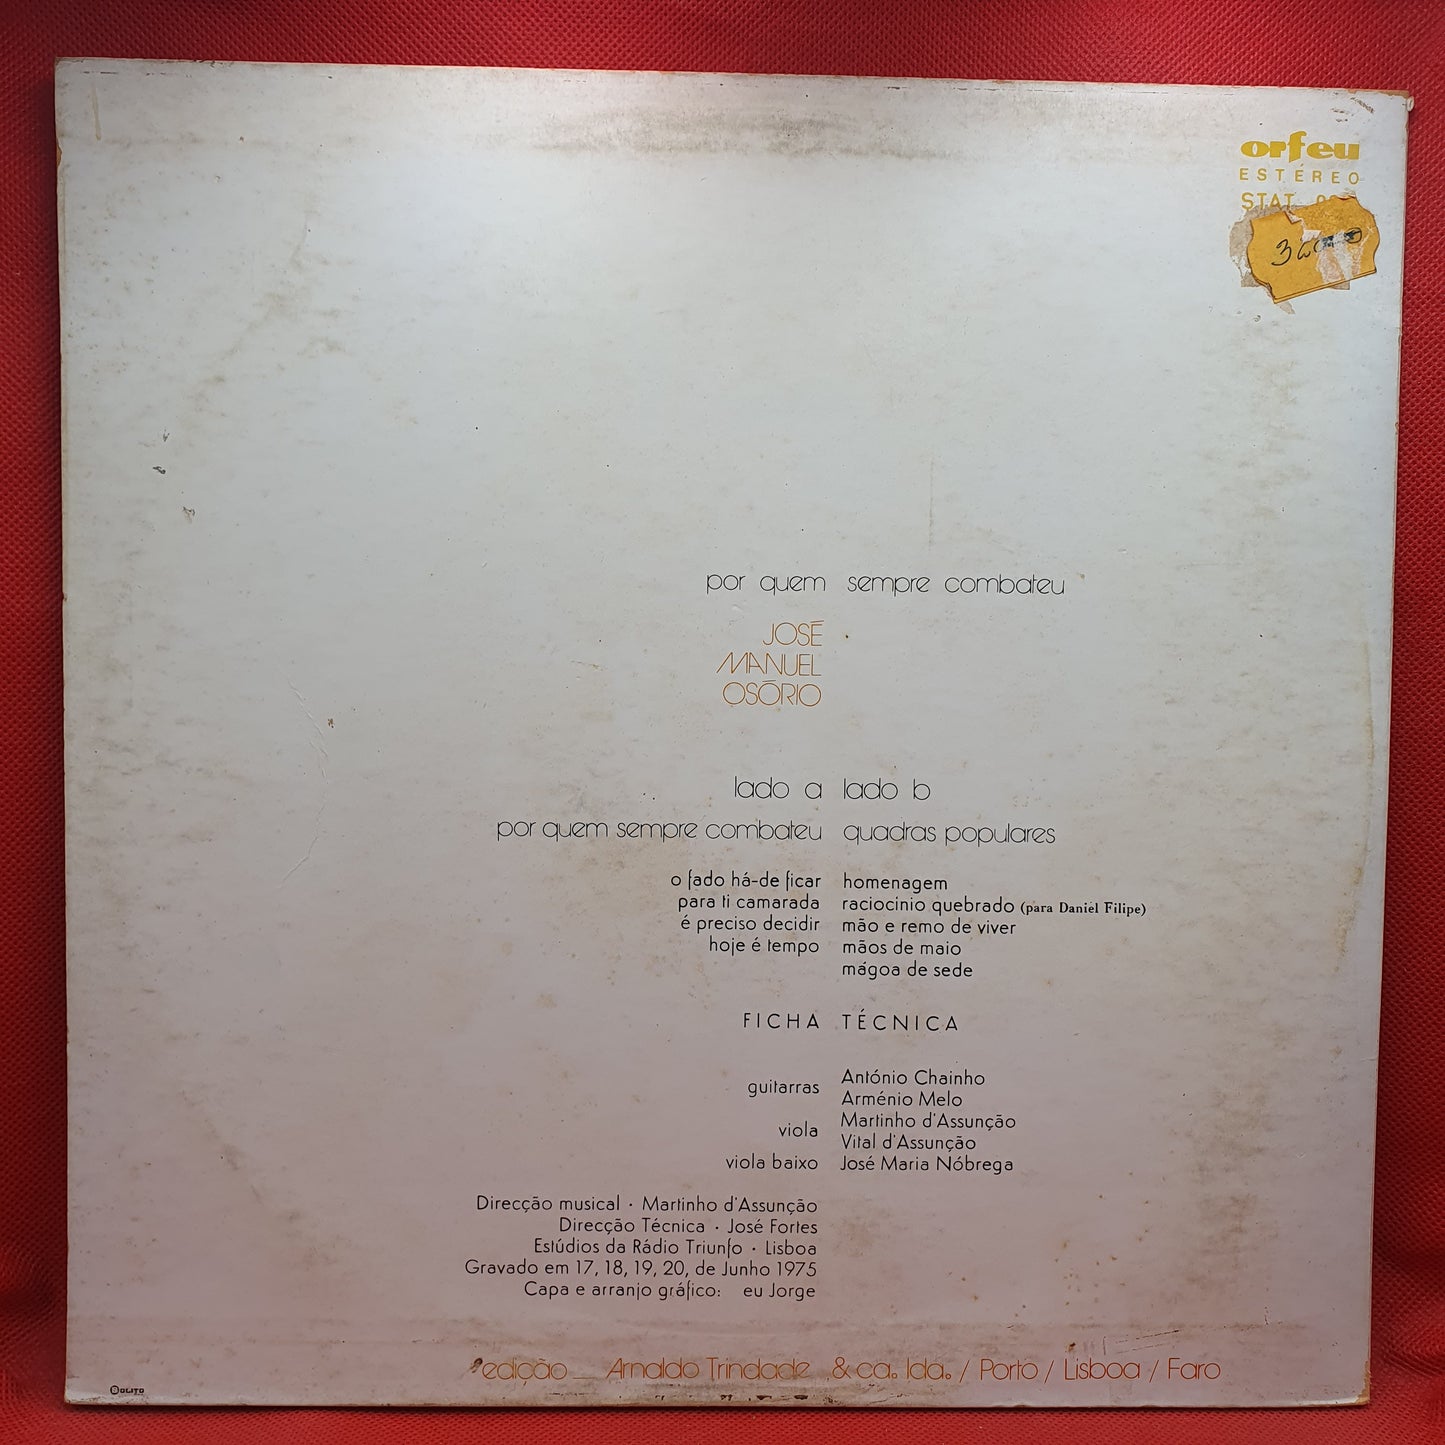 orfeu
ESTÉREO
STAT
por quem sempre combateu
JOSÉ
MANUEL
OSÓRIO
lado a lado b
por quem sempre combateu quadras populares
o fado há-de ficar homenagem
para ti camarada raciocínio quebrado (para Daniel Filipe)
é preciso decidir mão e remo de viver
hoje é tempo mãos de maio
mágoa de sede
FICHA TÉCNICA
guitarras António Chainho
Arménio Melo
viola Martinho d'Assunção
Vital d'Assunção
viola baixo José Maria Nóbrega
Direcção musical · Martinho d'Assunção
Direcção Técnica · José Fortes
Estúdios da Rádio Triunfo · Lisboa
Gravado em 17, 18, 19, 20, de Junho 1975
Capa e arranjo gráfico: eu Jorge
edição _ Arnaldo Trindade & ca. lda. / Porto / Lisboa / Faro